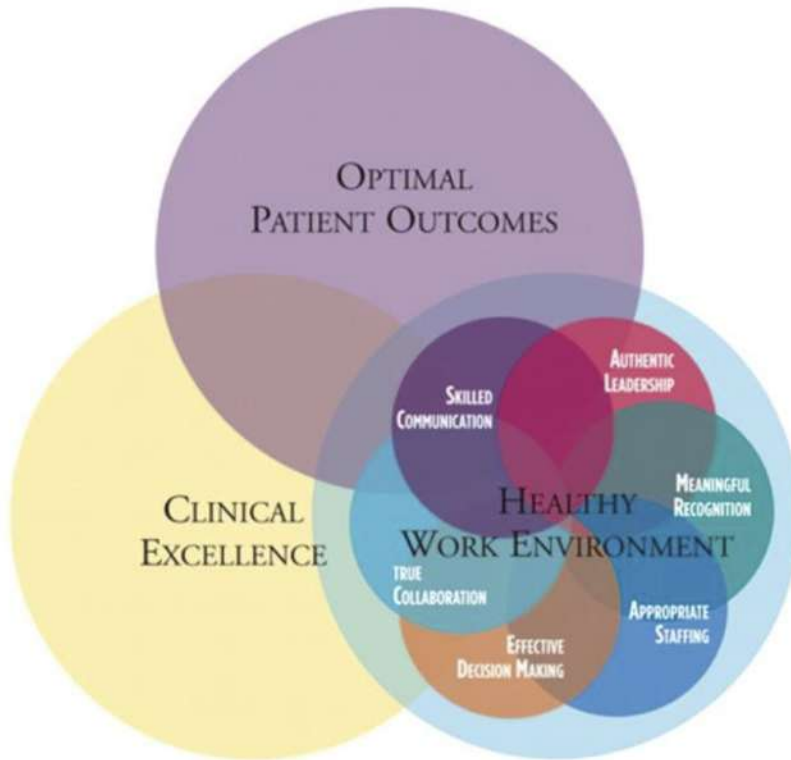 OPTIMAL
PATIENT OUTCOMES
SKILLED
COMMUNICATION
AUTHENTIC
LEADERSHIP
MEANINGFUL
RECOGNITION
CLINICAL
EXCELLENCE
HEALTHY
WORK ENVIRONMENT
TRUE
COLLABORATION
APPROPRIATE
STAFFING
EFFECTIVE
DECISION MAKING